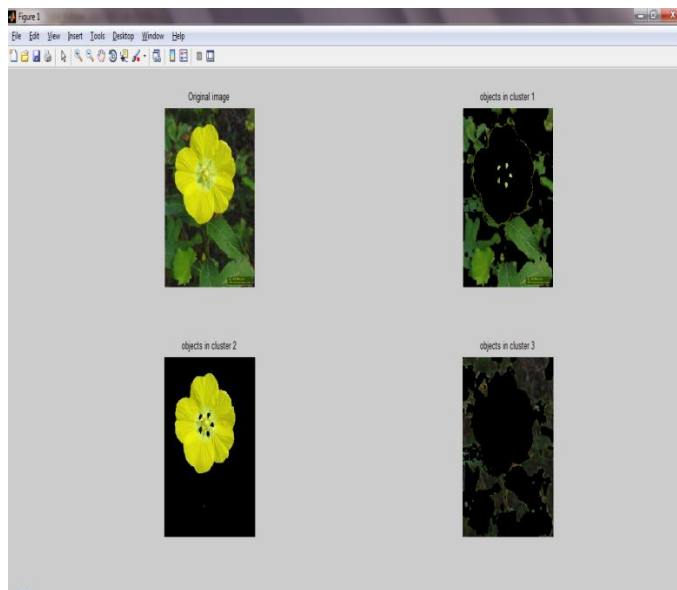 Figure 1
File Edit View Insert Tools Desktop Window Help
Original image
objects in cluster 1
objects in cluster 2
objects in cluster 3